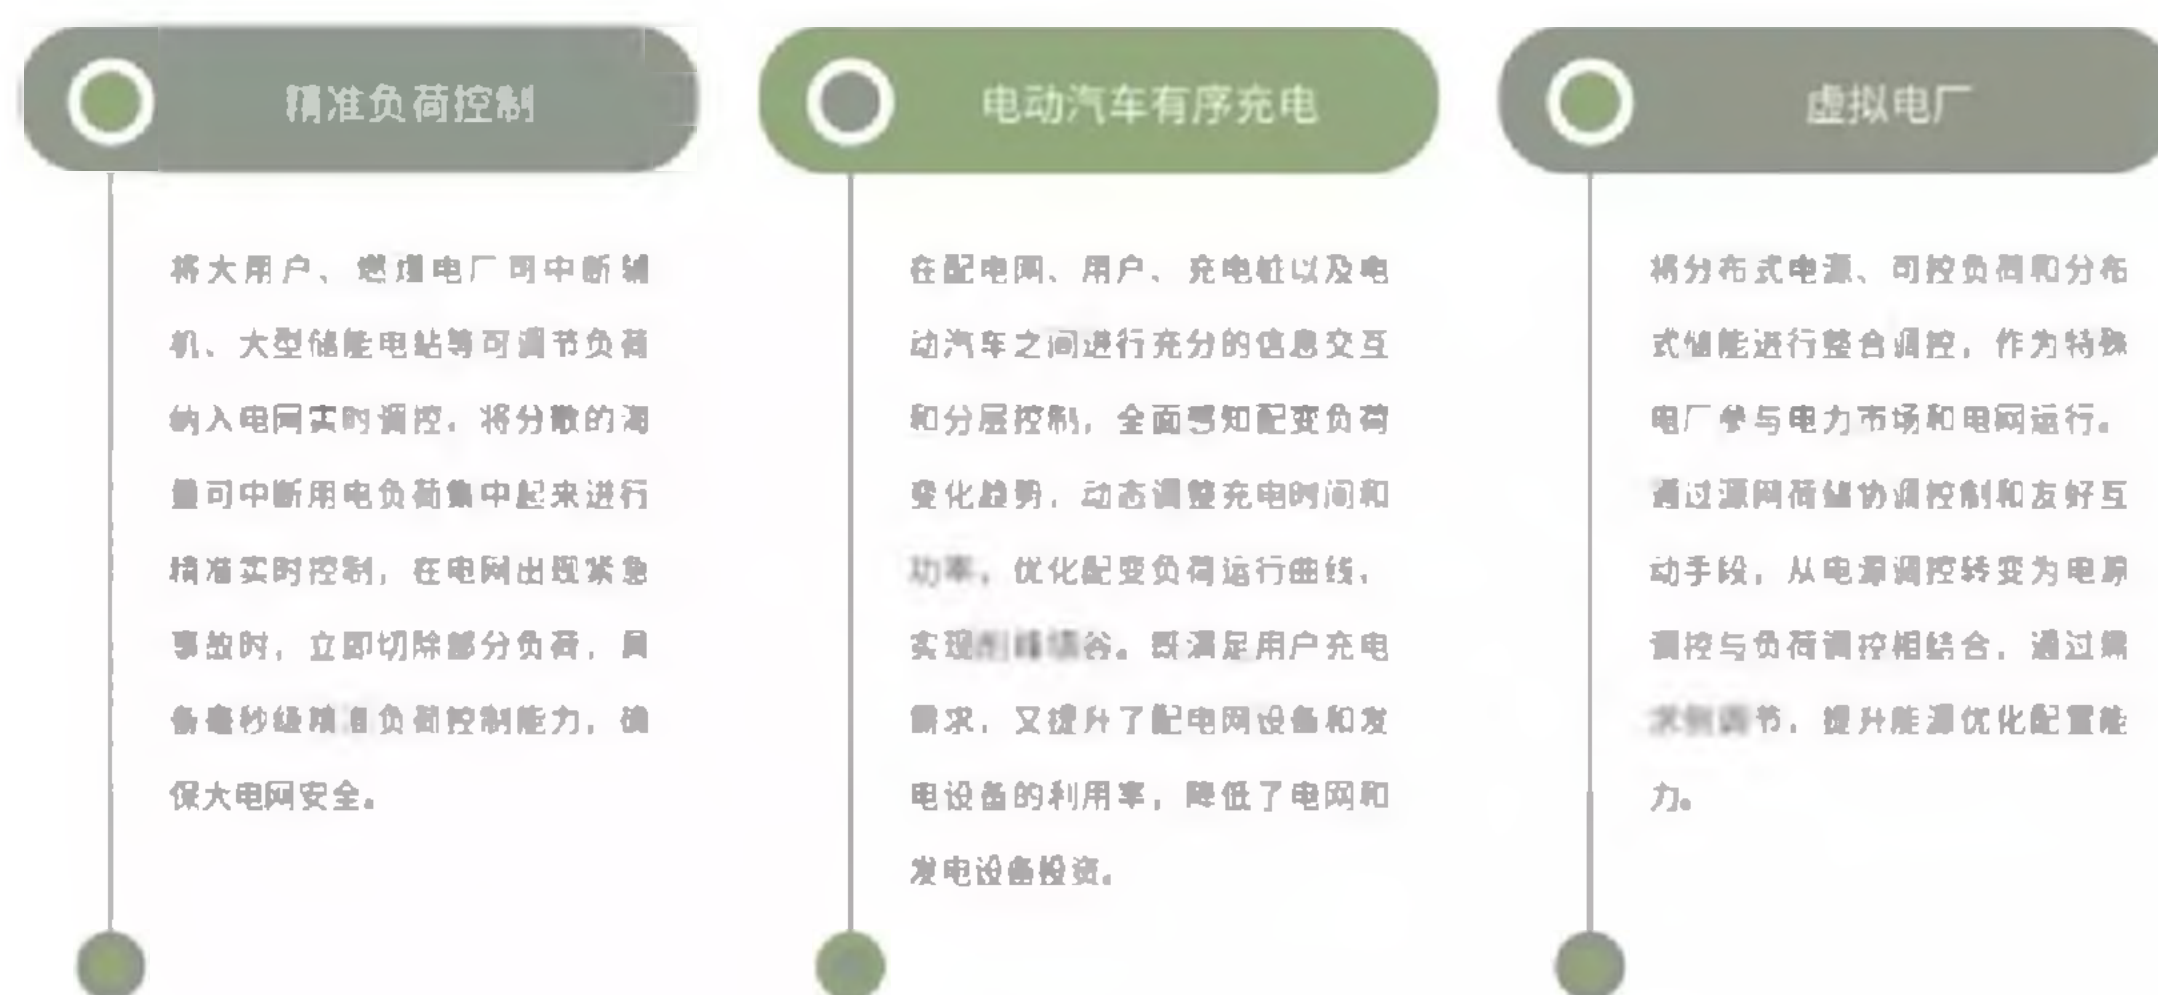 精准负荷控制
将大用户、燃煤电厂可中断辅
机、大型储能电站等可调节负荷
纳入电网实时调控，将分散的海
量可中断用电负荷集中起来进行
精准实时控制，在电网出现紧急
事故时，立即切除部分负荷，具
备毫秒级精准负荷控制能力，确
保大电网安全。
电动汽车有序充电
在配电网、用户、充电桩以及电
动汽车之间进行充分的信息交互
和分层控制，全面感知配变负荷
变化趋势，动态调整充电时间和
功率，优化配变负荷运行曲线，
实现削峰填谷。既满足用户充电
需求，又提升了配电网设备和发
电设备的利用率，降低了电网和
发电设备投资。
虚拟电厂
将分布式电源、可控负荷和分布
式储能进行整合调控，作为特殊
电厂参与电力市场和电网运行。
通过源网荷储协调控制和友好互
动手段，从电源调控转变为电源
调控与负荷调控相结合，通过需
求侧调节，提升能源优化配置能
力。